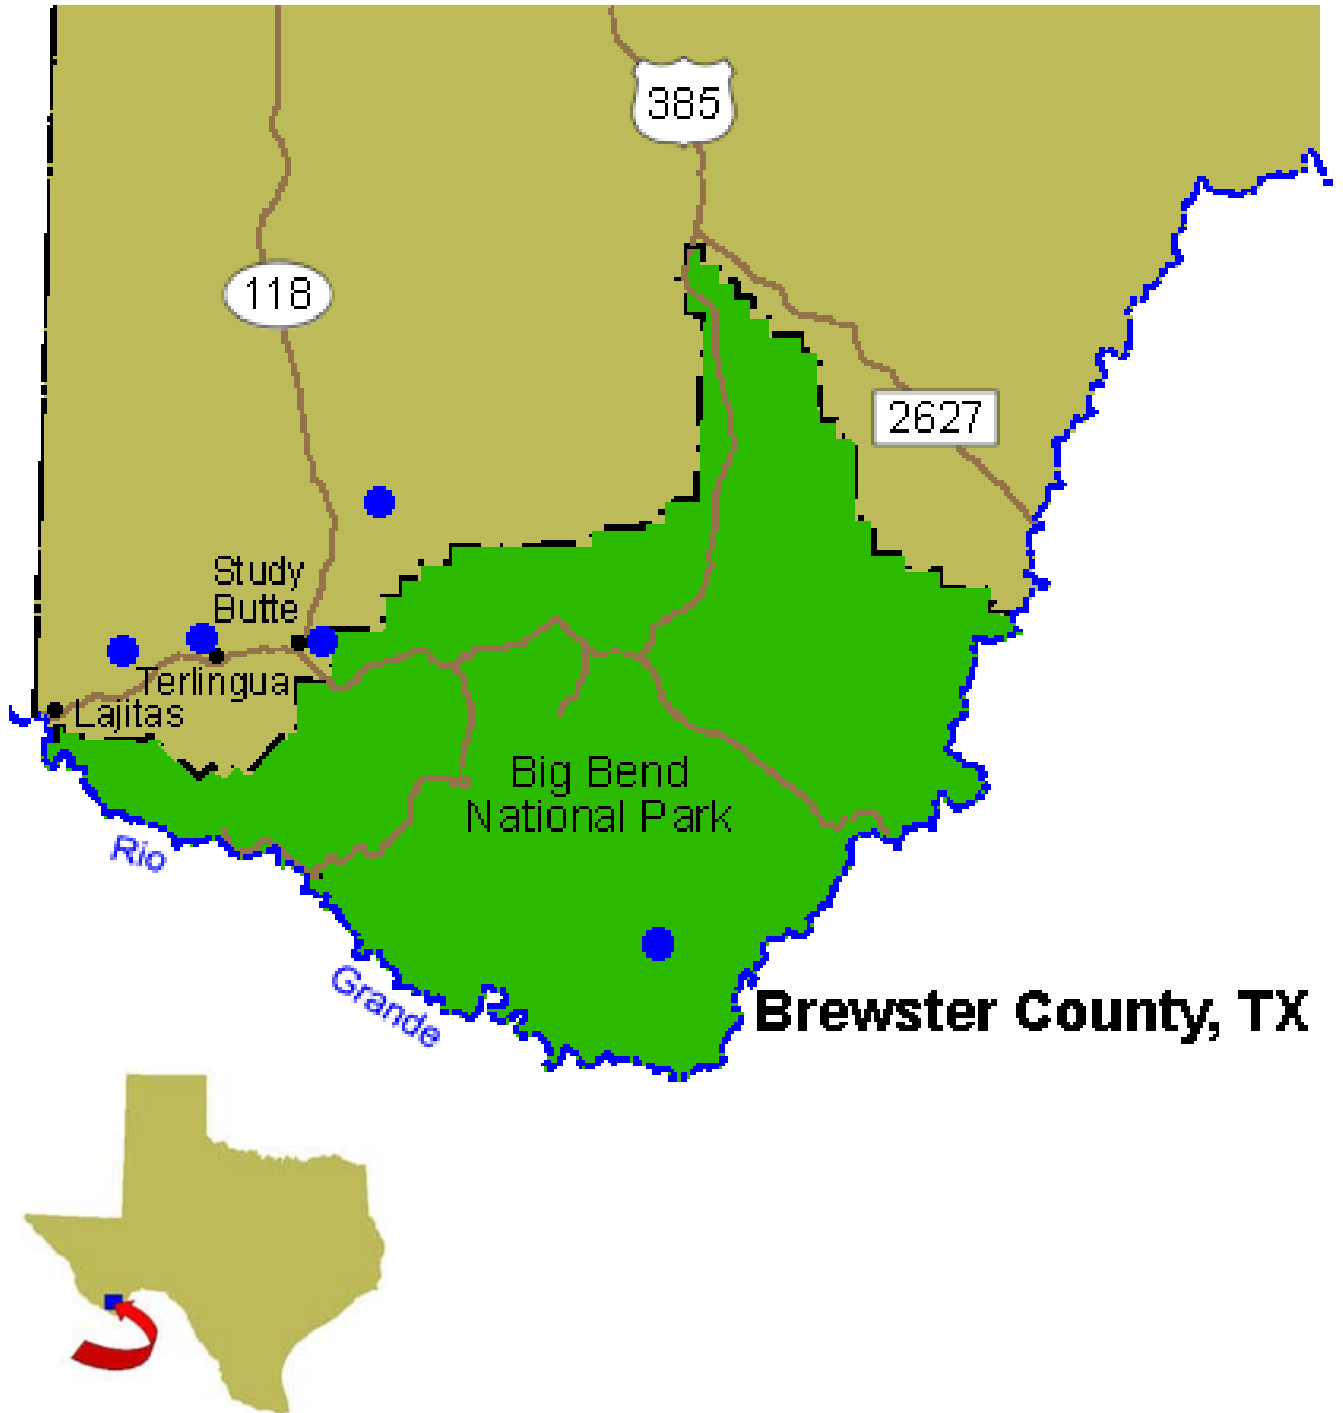 385
118
2627
Study
Butte
Terlingua
Lajitas
Big Bend
National Park
Rio
Grande
Brewster County, TX